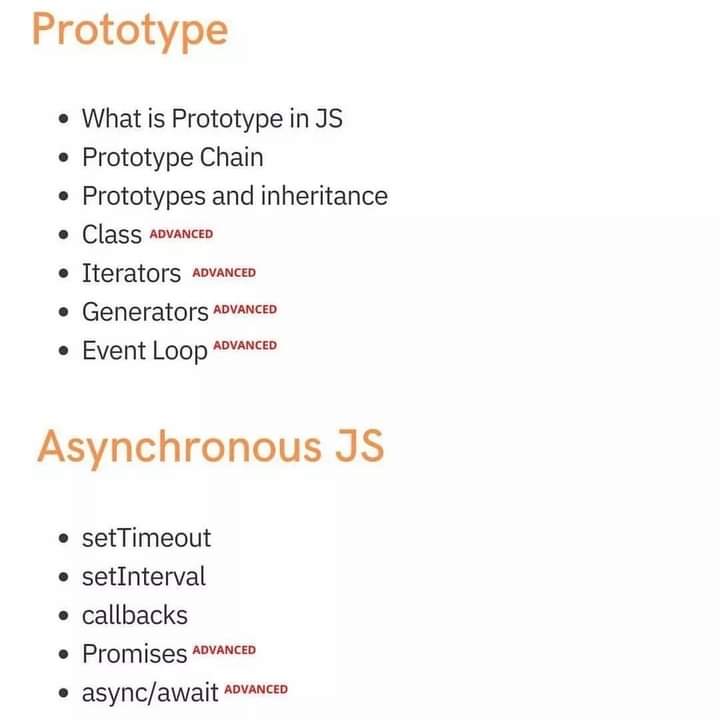 Prototype
• What is Prototype in JS
• Prototype Chain
• Prototypes and inheritance
• Class ADVANCED
• Iterators ADVANCED
• Generators ADVANCED
• Event Loop ADVANCED
Asynchronous JS
• setTimeout
• setInterval
• callbacks
• Promises ADVANCED
• async/await ADVANCED